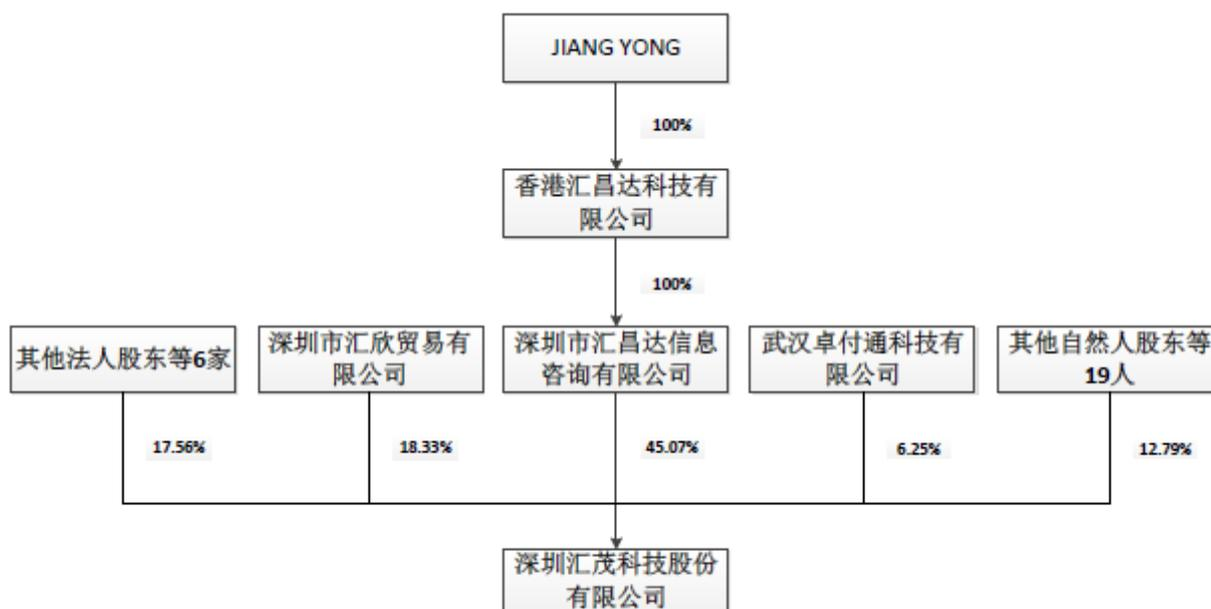 JIANG YONG
100%
香港汇昌达科技有
限公司
100%
其他法人股东等6家
深圳市汇欣贸易有
限公司
深圳市汇昌达信息
咨询有限公司
武汉卓付通科技有
限公司
其他自然人股东等
19人
17.56%
18.33%
45.07%
6.25%
12.79%
深圳汇茂科技股份
有限公司